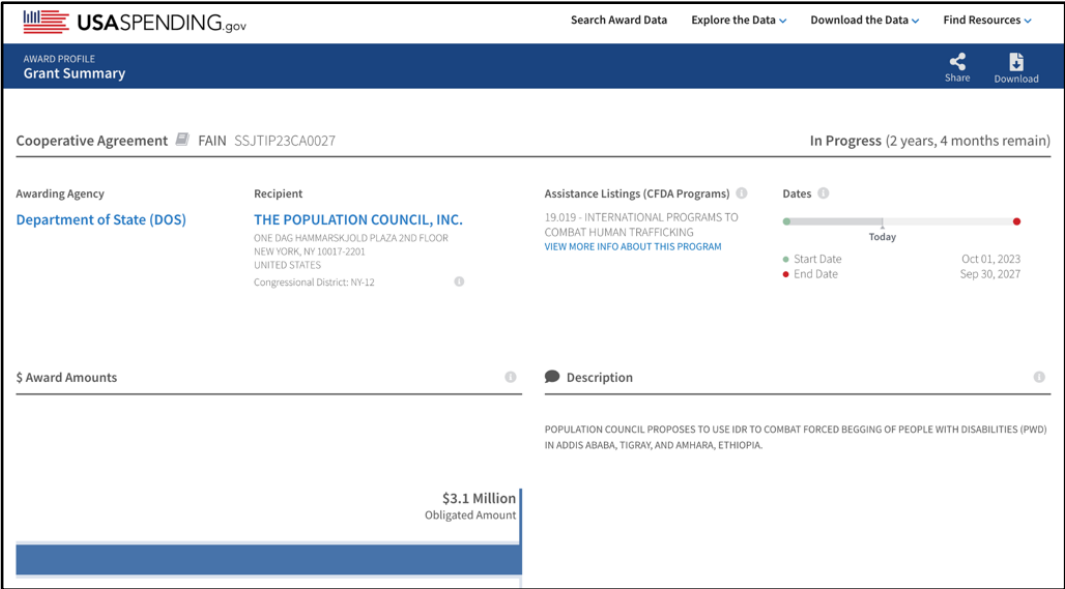 USASPENDING.gov
Search Award Data
Explore the Data
Download the Data
Find Resources
AWARD PROFILE
Grant Summary
Share
Download
Cooperative Agreement FAIN SSJTIP23CA0027
In Progress (2 years, 4 months remain)
Awarding Agency
Department of State (DOS)
Recipient
THE POPULATION COUNCIL, INC.
ONE DAG HAMMARSKJOLD PLAZA 2ND FLOOR
NEW YORK, NY 10017-2201
UNITED STATES
Congressional District: NY-12
Assistance Listings (CFDA Programs)
19.019 - INTERNATIONAL PROGRAMS TO
COMBAT HUMAN TRAFFICKING
VIEW MORE INFO ABOUT THIS PROGRAM
Dates
Today
Start Date Oct 01, 2023
End Date Sep 30, 2027
$ Award Amounts
$3.1 Million
Obligated Amount
Description
POPULATION COUNCIL PROPOSES TO USE IDR TO COMBAT FORCED BEGGING OF PEOPLE WITH DISABILITIES (PWD)
IN ADDIS ABABA, TIGRAY, AND AMHARA, ETHIOPIA.